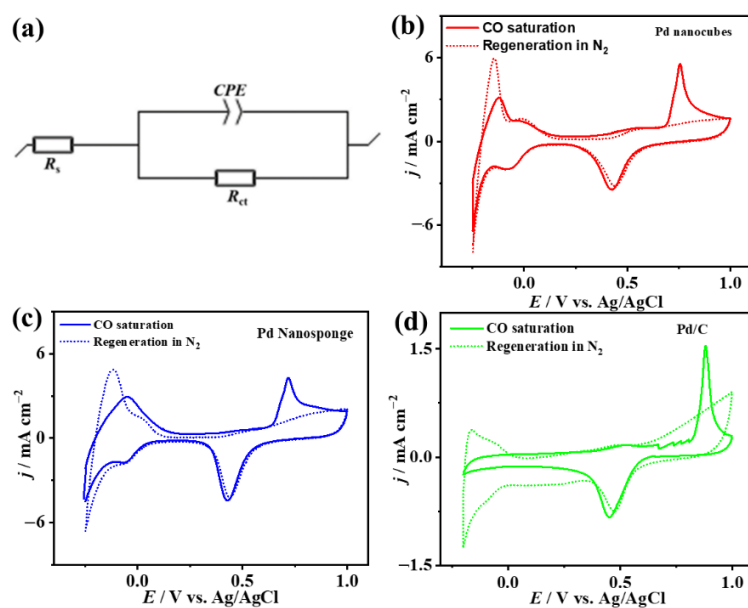 (a)
CPE
Rs
Rct
(b)
CO saturation
Regeneration in N2
Pd nanocubes
6
0
−6
j / mA cm−2
0.0 0.5 1.0
E / V vs. Ag/AgCl
(c)
CO saturation
Regeneration in N2
Pd Nanosponge
6
3
0
−6
j / mA cm−2
0.0 0.5 1.0
E / V vs. Ag/AgCl
(d)
CO saturation
Regeneration in N2
Pd/C
1.5
0.0
−1.5
j / mA cm−2
0.0 0.5 1.0
E / V vs. Ag/AgCl